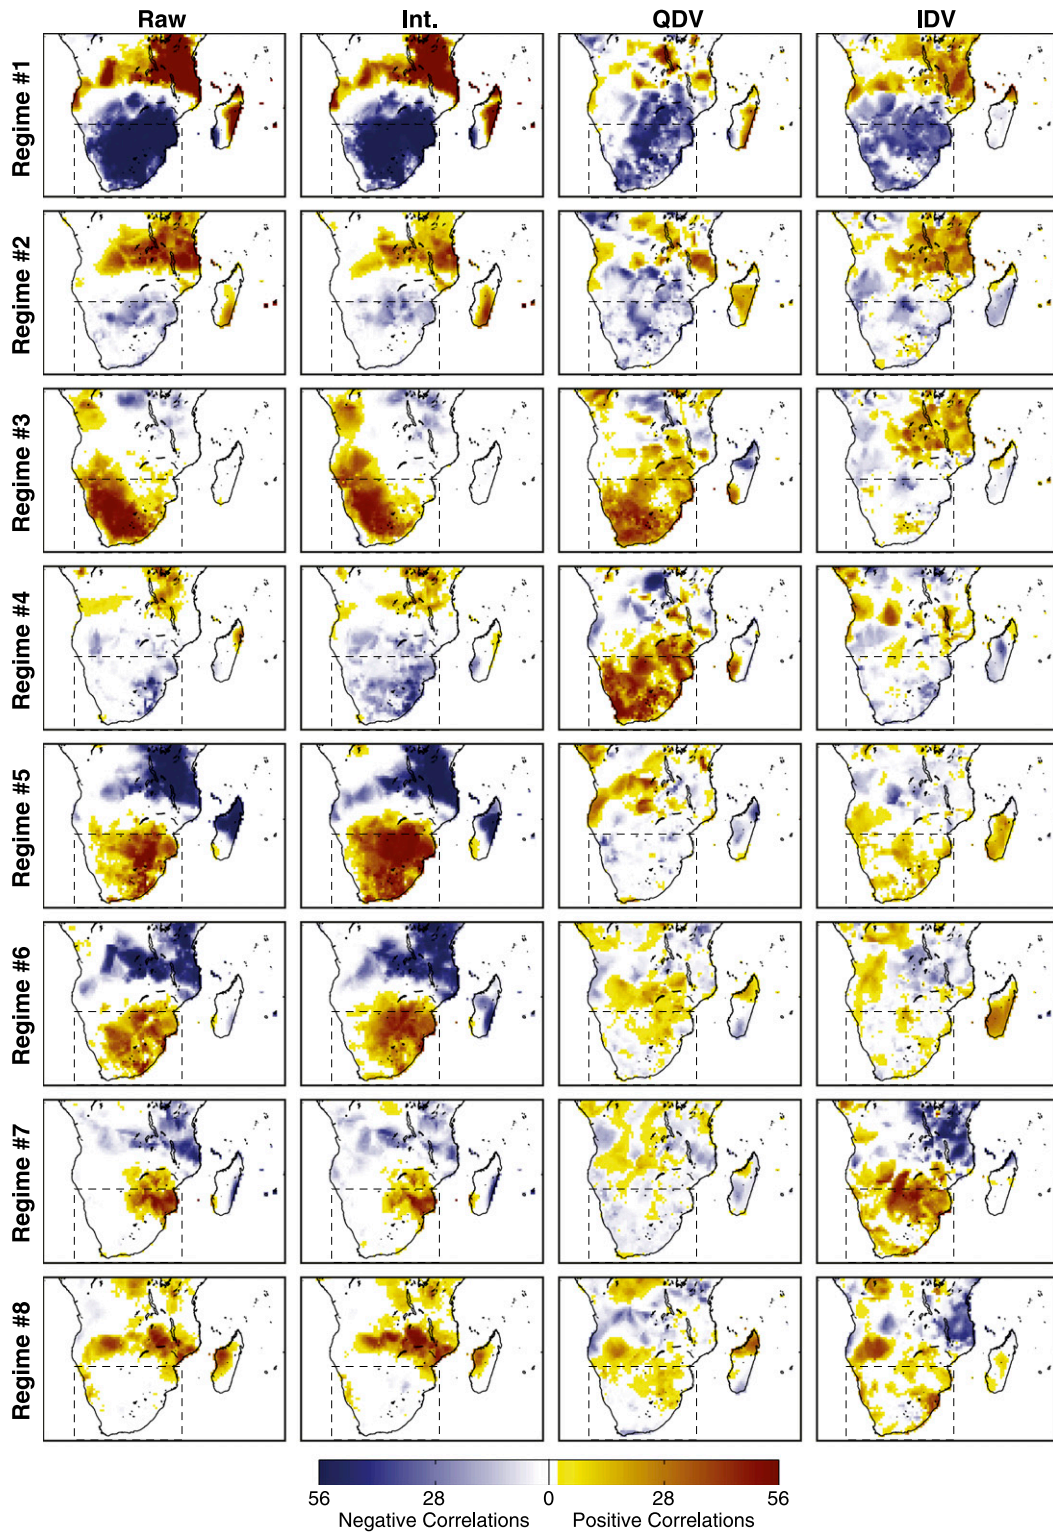 Raw Int. QDV IDV
Regime #1
Regime #2
Regime #3
Regime #4
Regime #5
Regime #6
Regime #7
Regime #8
56 28 0 28 56
Negative Correlations Positive Correlations